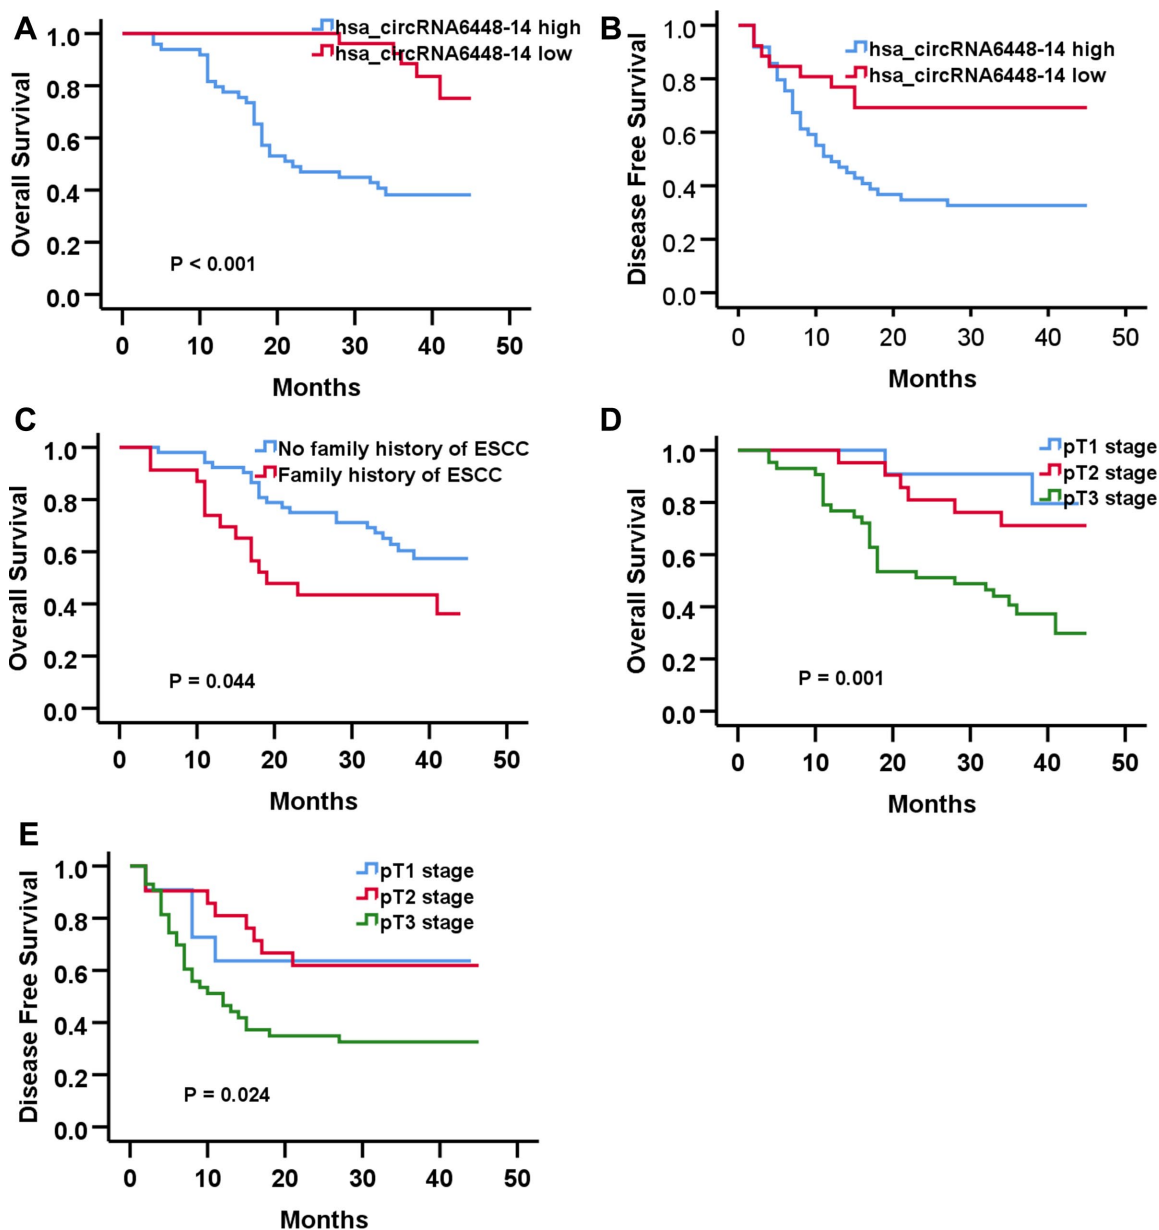 A
hsa_circRNA6448-14 high
hsa_circRNA6448-14 low
Overall Survival
1.0
0.8
0.6
0.4
0.2
0.0
P < 0.001
0 10 20 30 40 50
Months
B
hsa_circRNA6448-14 high
hsa_circRNA6448-14 low
Disease Free Survival
1.0
0.8
0.6
0.4
0.2
0.0
0 10 20 30 40 50
Months
C
No family history of ESCC
Family history of ESCC
Overall Survival
1.0
0.8
0.6
0.4
0.2
0.0
P = 0.044
0 10 20 30 40 50
Months
D
pT1 stage
pT2 stage
pT3 stage
Overall Survival
1.0
0.8
0.6
0.4
0.2
0.0
P = 0.001
0 10 20 30 40 50
Months
E
pT1 stage
pT2 stage
pT3 stage
Disease Free Survival
1.0
0.8
0.6
0.4
0.2
0.0
P = 0.024
0 10 20 30 40 50
Months